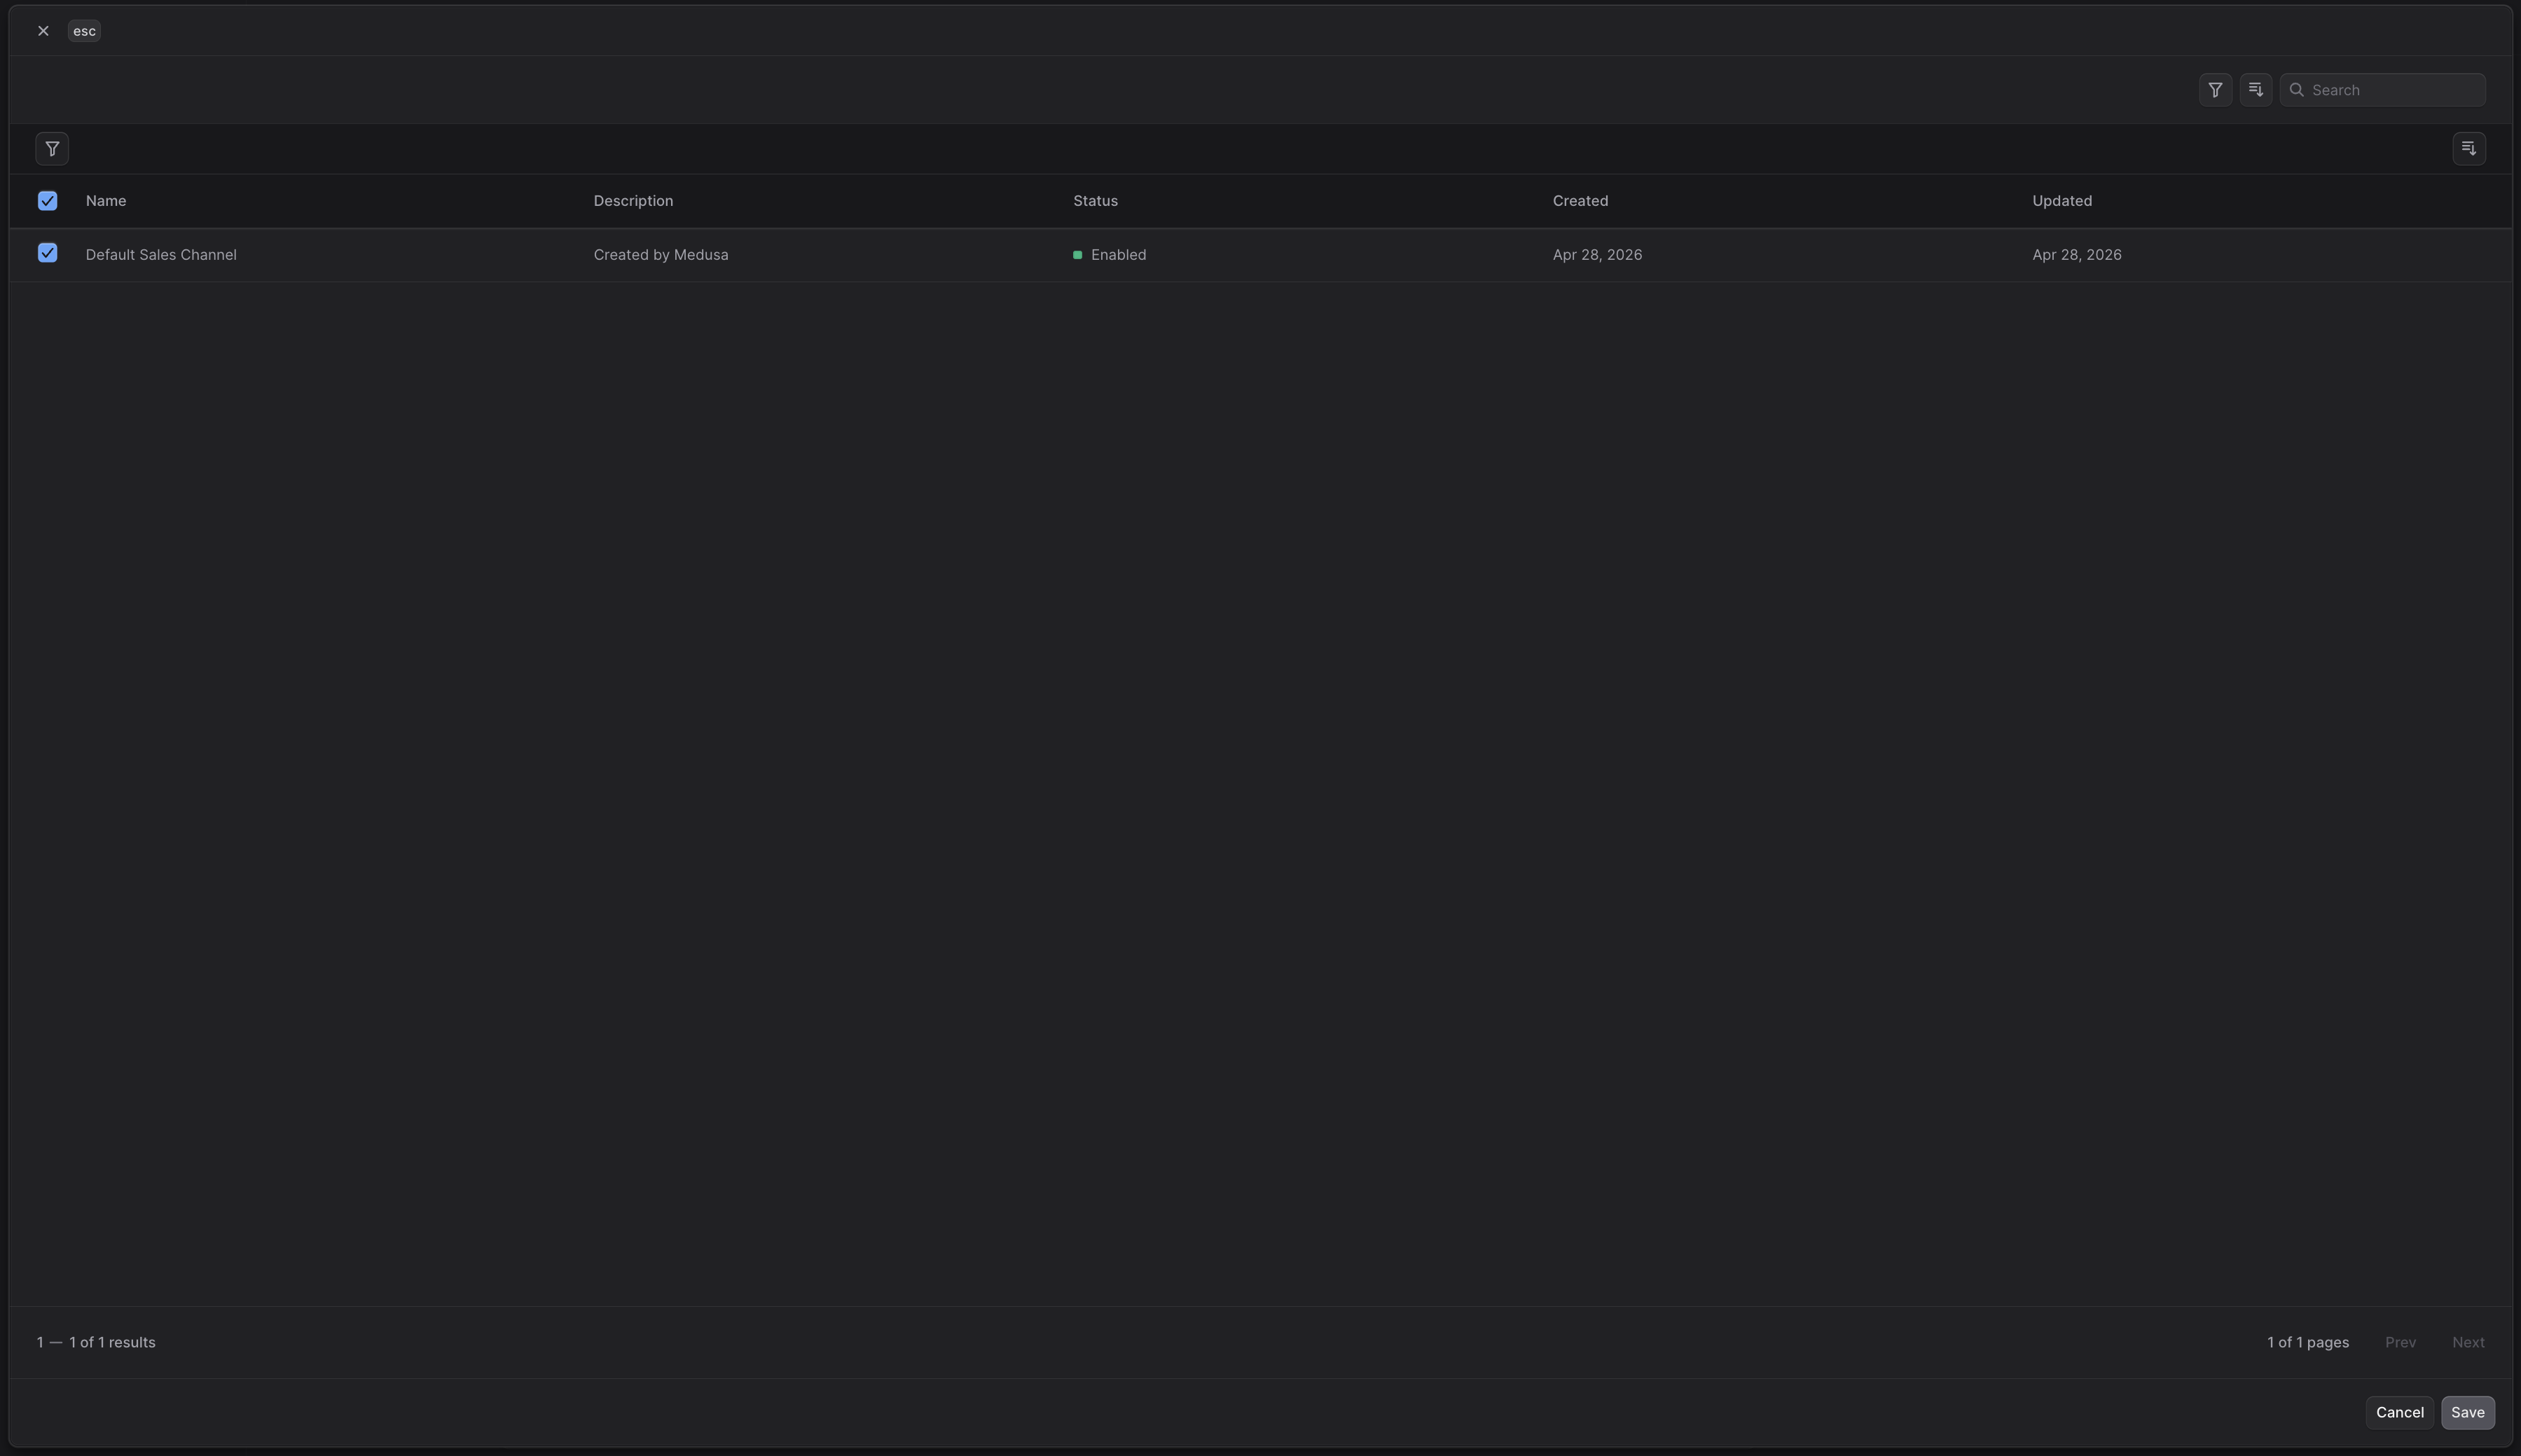 esc
Search
Name Description Status Created Updated
Default Sales Channel Created by Medusa Enabled Apr 28, 2026 Apr 28, 2026
1 — 1 of 1 results 1 of 1 pages Prev Next
Cancel Save